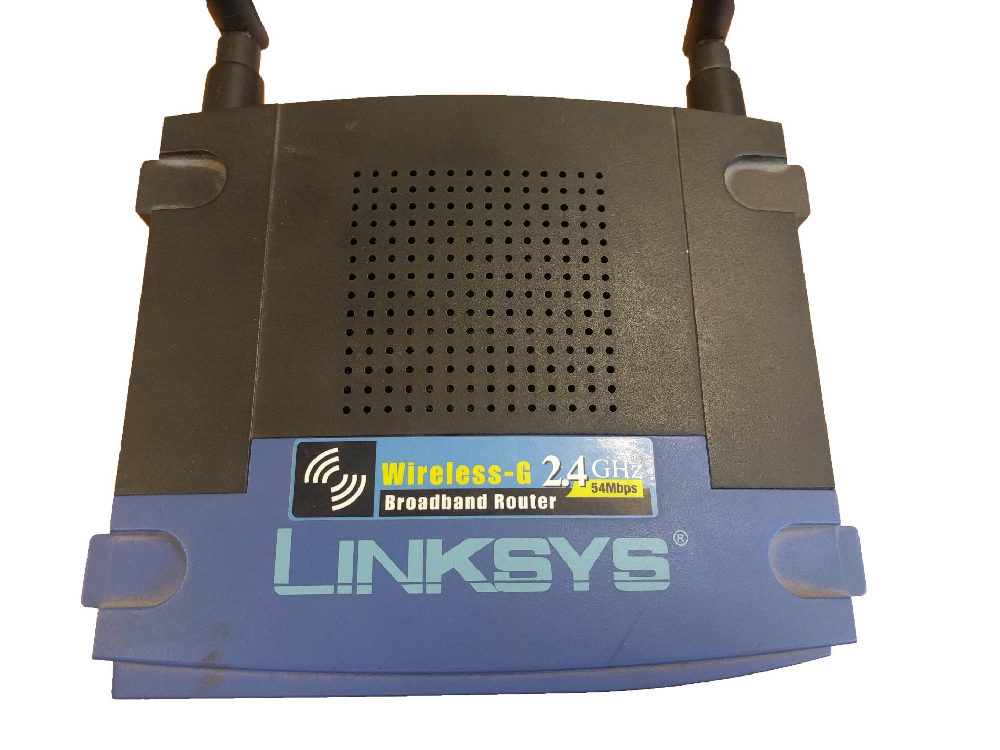 Wireless-G 2.4 GHz
54Mbps
Broadband Router
LINKSYS®